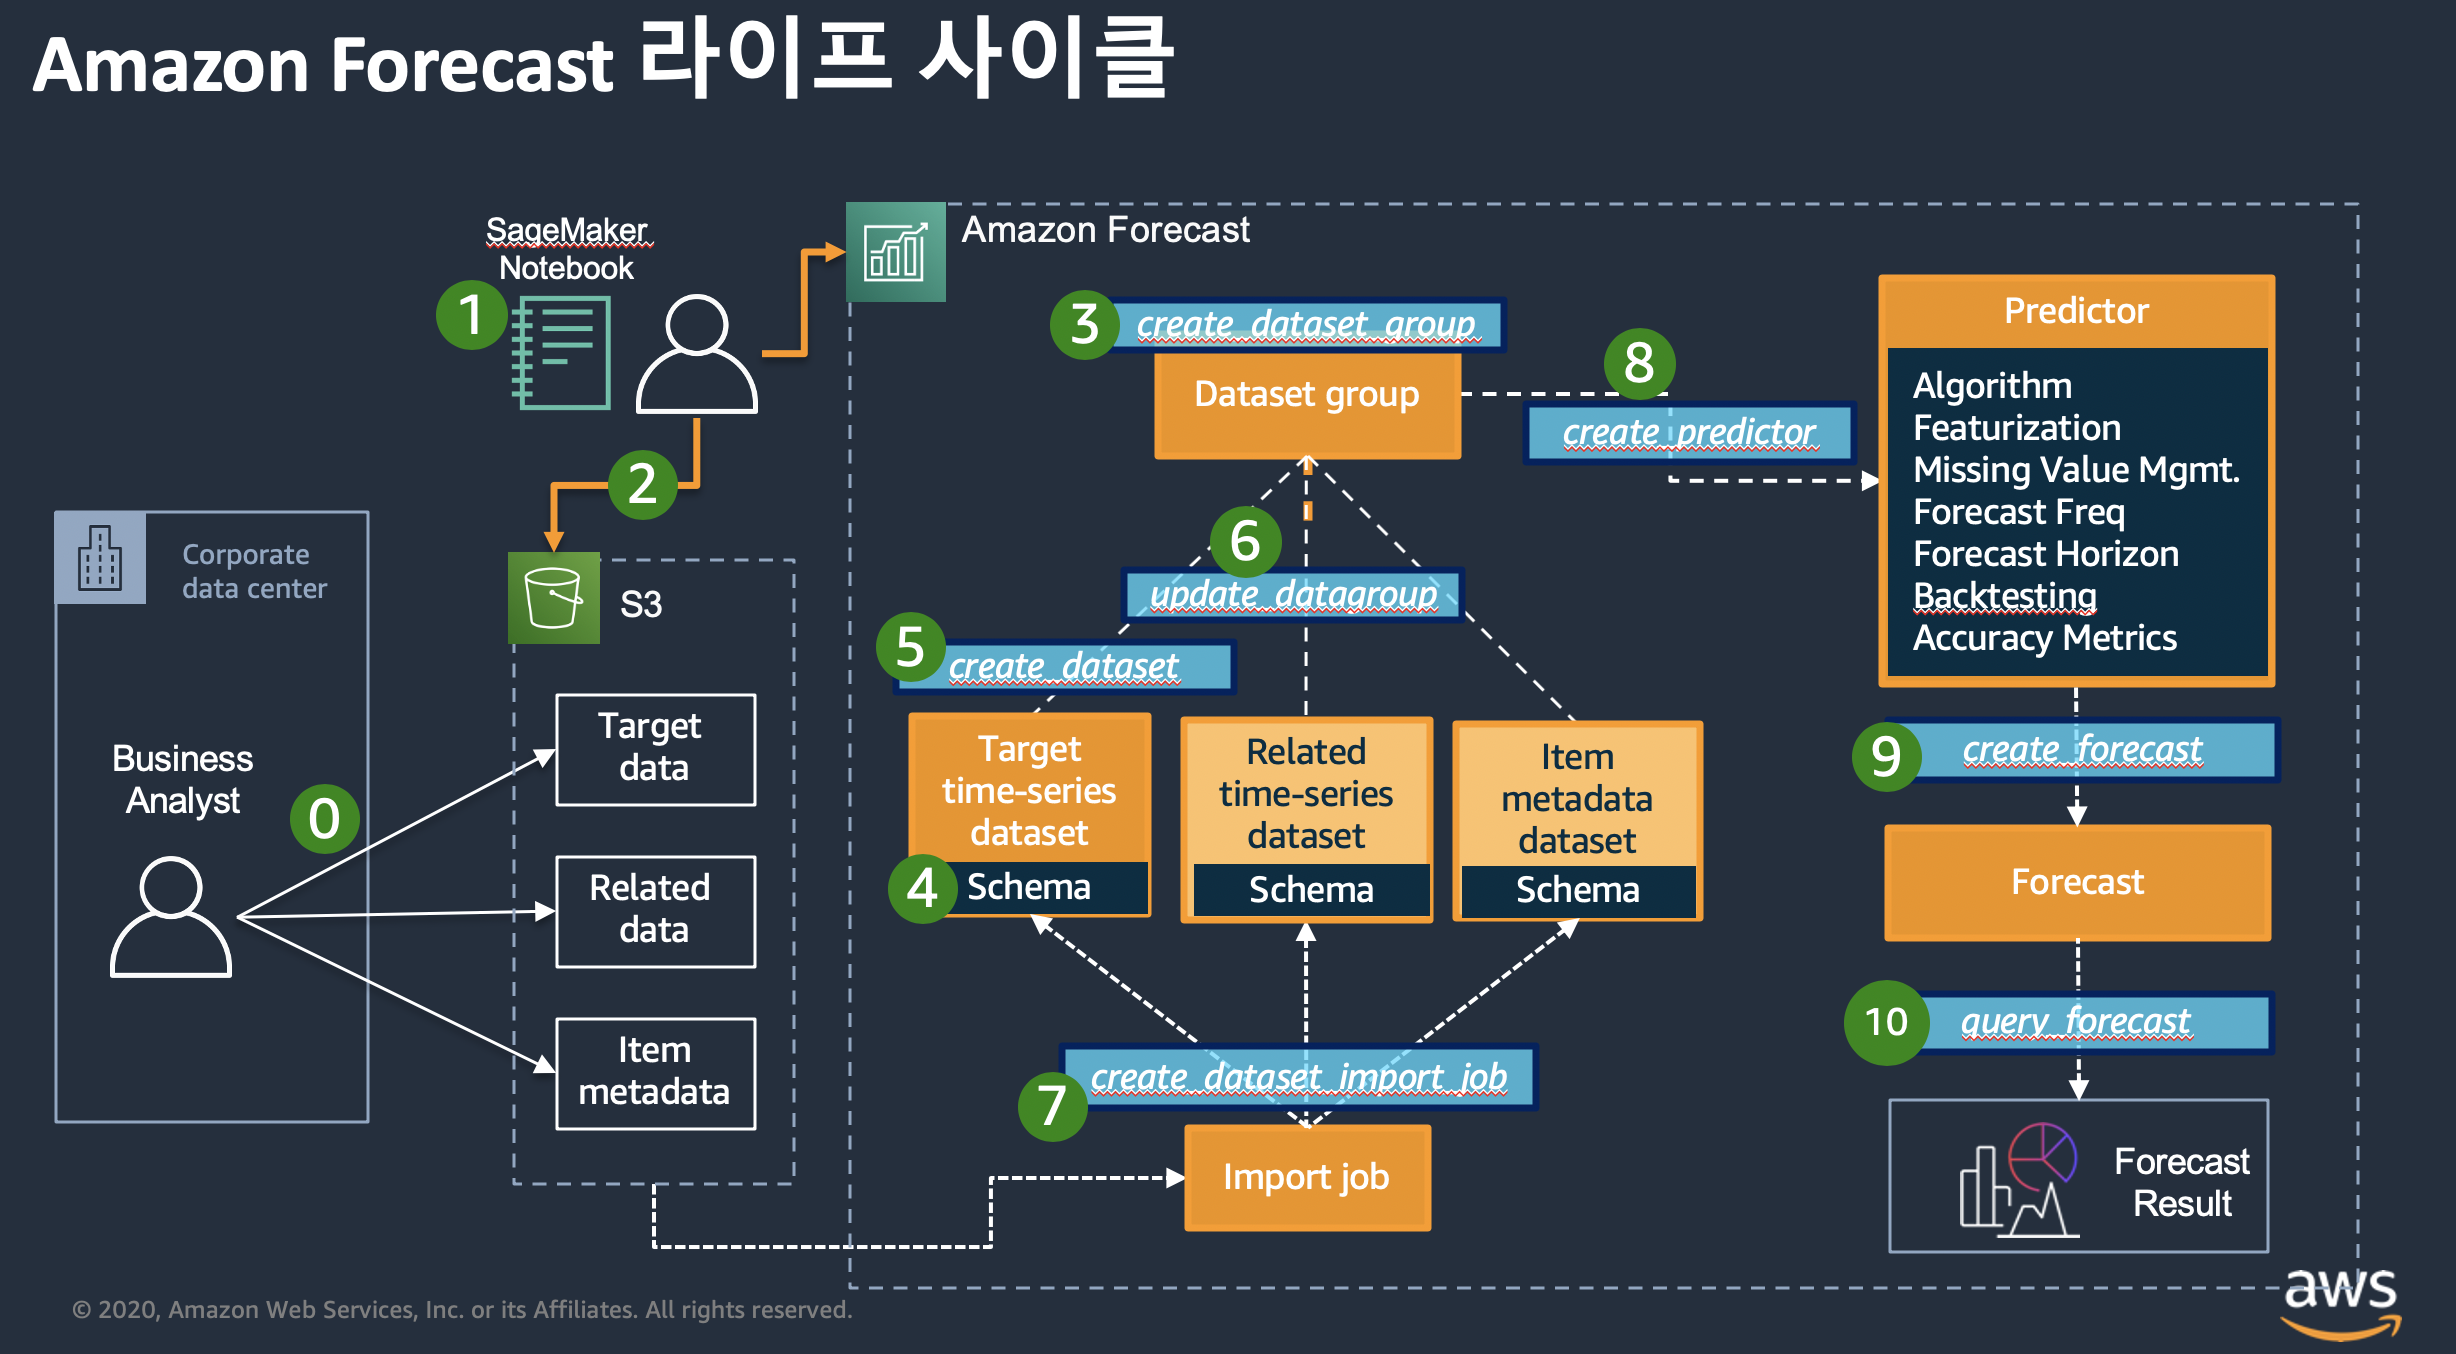 Amazon Forecast 라이프 사이클
SageMaker
Notebook
1
2
Corporate
data center
Business
Analyst
0
S3
Target
data
Related
data
Item
metadata
Amazon Forecast
3
create_dataset_group
Dataset group
8
create_predictor
6
update_datagroup
5
create_dataset
Target
time-series
dataset
4
Schema
Related
time-series
dataset
Schema
Item
metadata
dataset
Schema
7
create_dataset_import_job
Import job
Predictor
Algorithm
Featurization
Missing Value Mgmt.
Forecast Freq
Forecast Horizon
Backtesting
Accuracy Metrics
9
create_forecast
Forecast
10
query_forecast
Forecast
Result
© 2020, Amazon Web Services, Inc. or its Affiliates. All rights reserved.
aws